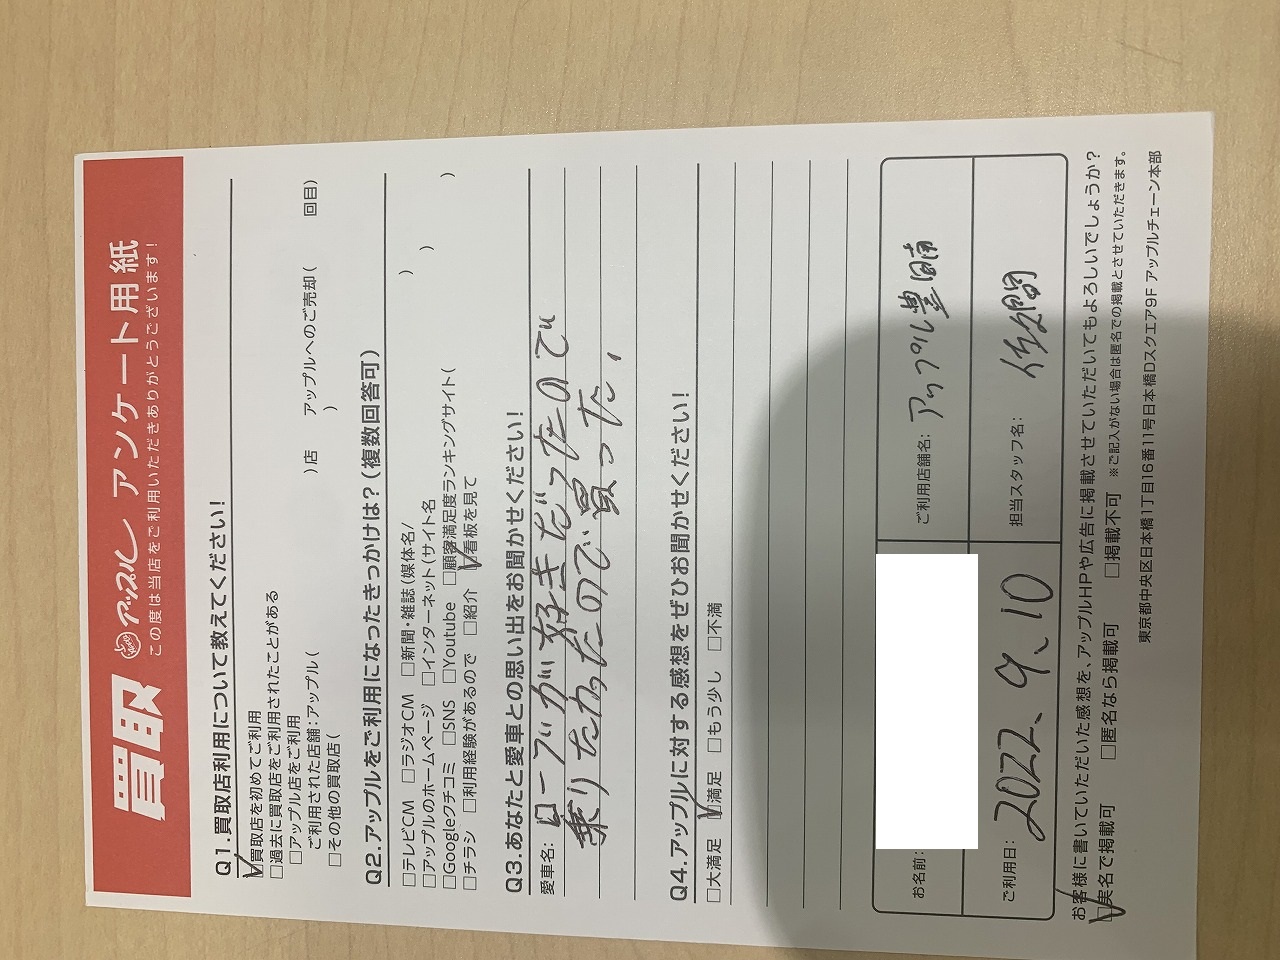 買取 アップル アンケート用紙
この度は当店をご利用いただきありがとうございます!
Q1.買取店利用について教えてください!
☑買取店を初めてご利用
□過去に買取店をご利用されたことがある
□アップル店をご利用
ご利用された店舗:アップル( )店 アップルへのご売却( 回目)
□その他の買取店( )
Q2.アップルをご利用になったきっかけは?(複数回答可)
□テレビCM □ラジオCM □新聞・雑誌(媒体名/ )
□アップルのホームページ □インターネット(サイト名 )
□Googleクチコミ □SNS □Youtube □顧客満足度ランキングサイト( )
□チラシ □利用経験があるので □紹介 ☑看板を見て
Q3.あなたと愛車との思い出をお聞かせください!
愛車名: ローブが好きだったので、
乗りたかったので買った、
Q4.アップルに対する感想をぜひお聞かせください!
□大満足 ☑満足 □もう少し □不満
お名前: ご利用店舗名: アップル豊晴
ご利用日: 2022、9、10 担当スタッフ名: 佐久間
お客様に書いていただいた感想を、アップルHPや広告に掲載させていただいてもよろしいでしょうか?
☑実名で掲載可 □匿名なら掲載可 □掲載不可 ※ご記入がない場合は匿名での掲載とさせていただきます。
東京都中央区日本橋1丁目16番11号日本橋Dスクエア9F アップルチェーン本部